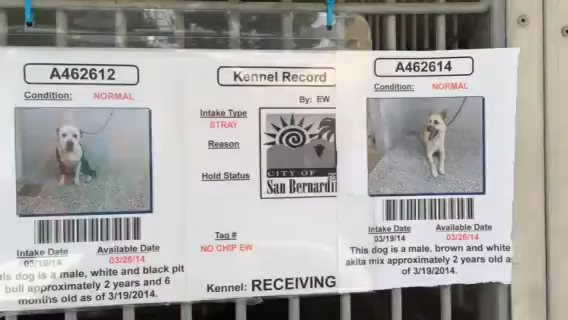 A462612
Condition: NORMAL
Intake Date Available Date
03/19/14 03/26/14
dog is a male, white and black pit
bull approximately 2 years and 6
months old as of 3/19/2014.
Kennel Record
By: EW
Intake Type
STRAY
Reason
Hold Status
CITY OF
San Bernardi
Tag #
NO CHIP EW
Kennel: RECEIVING
A462614
Condition: NORMAL
Intake Date Available Date
03/19/14 03/26/14
This dog is a male, brown and white
akita mix approximately 2 years old as
of 3/19/2014.